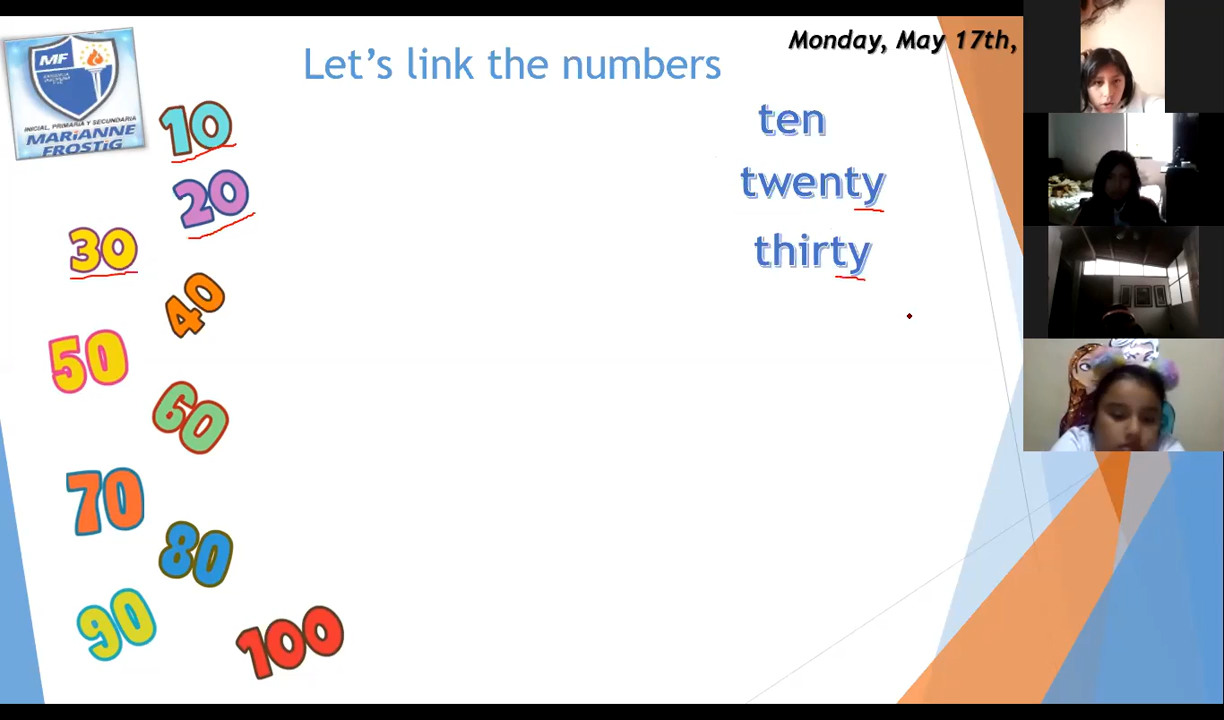 Let's link the numbers
Monday, May 17th,
MF
INICIAL, PRIMARIA Y SECUNDARIA
MARIANNE
FROSTIG
10
20
30
40
50
60
70
80
90
100
ten
twenty
thirty